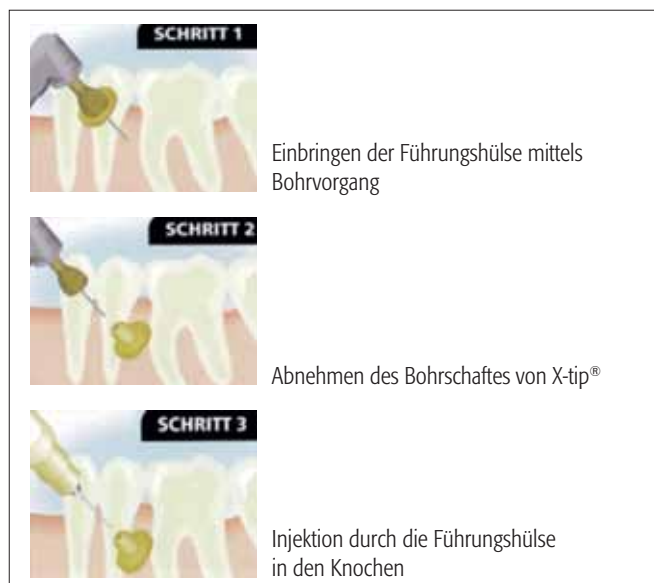 SCHRITT 1
Einbringen der Führungshülse mittels
Bohrvorgang
SCHRITT 2
Abnehmen des Bohrschaftes von X-tip®
SCHRITT 3
Injektion durch die Führungshülse
in den Knochen